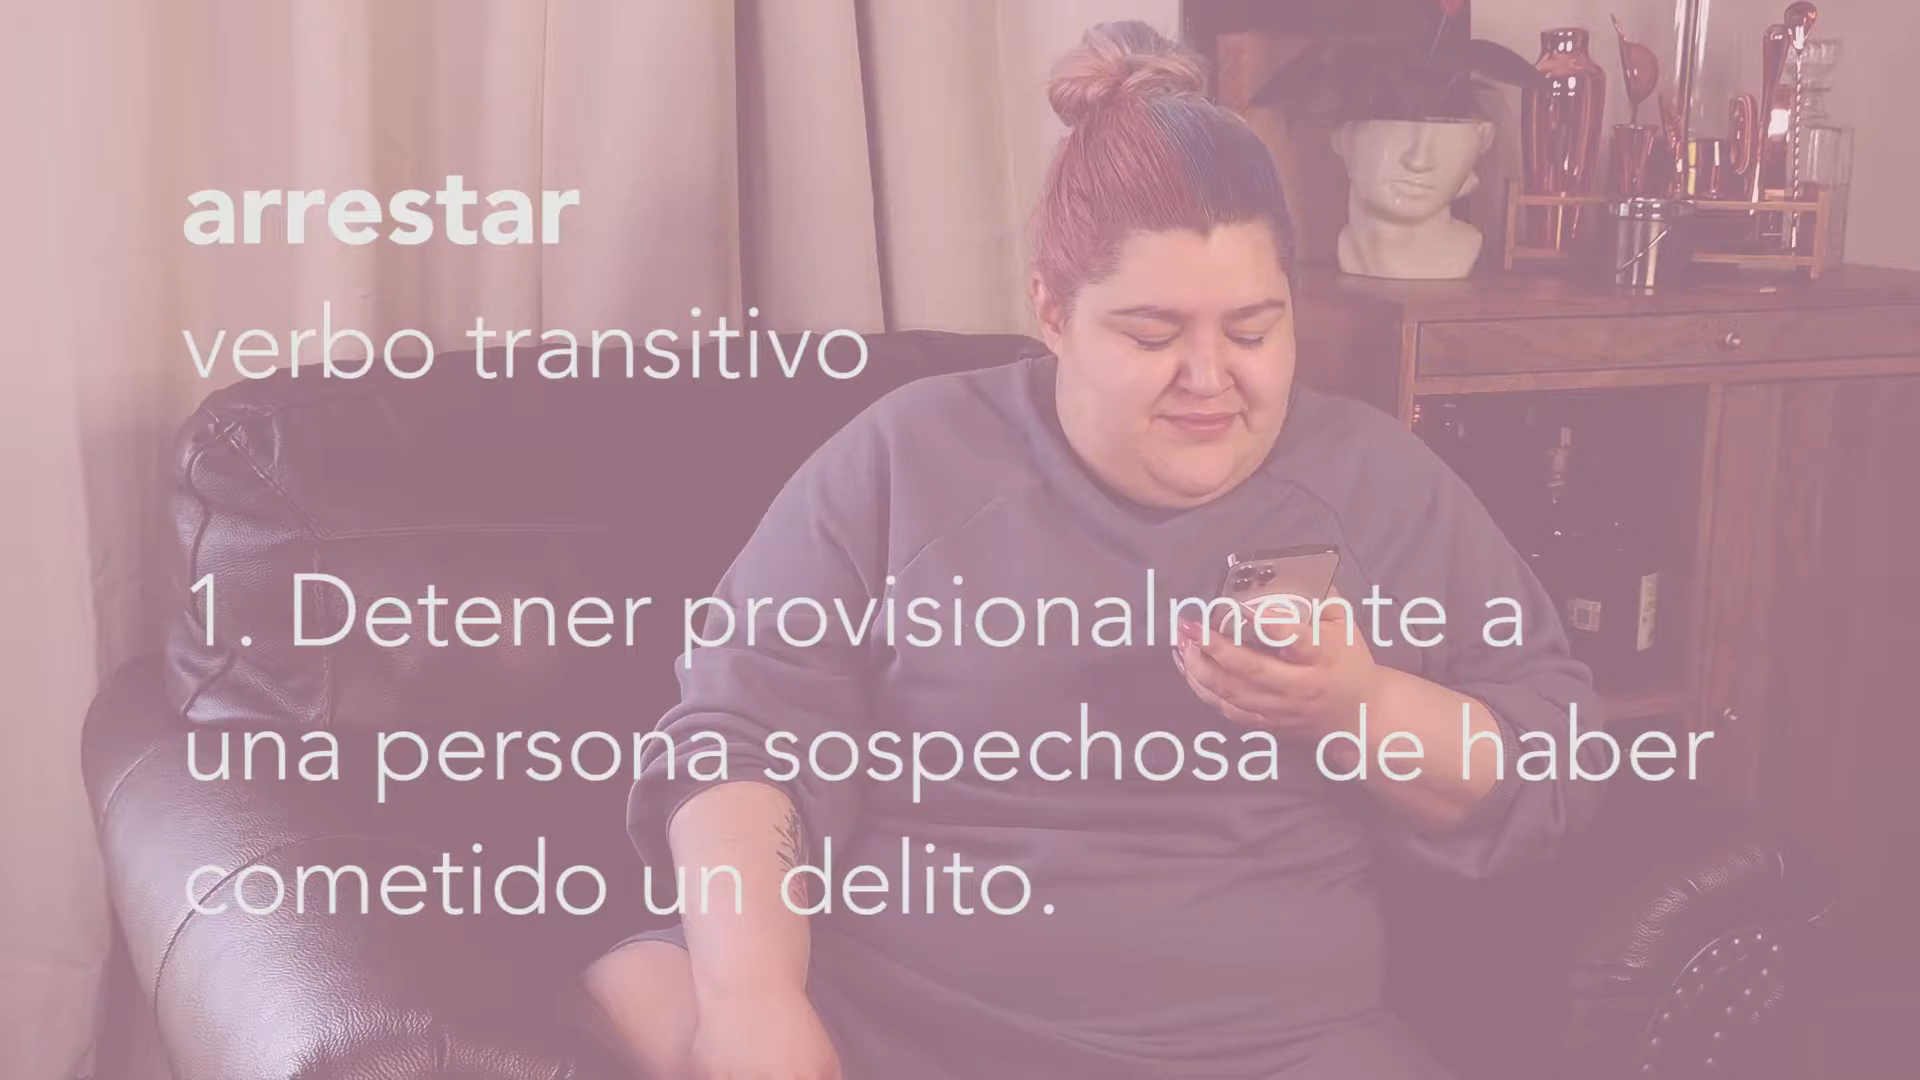 arrestar
verbo transitivo
1. Detener provisionalmente a
una persona sospechosa de haber
cometido un delito.